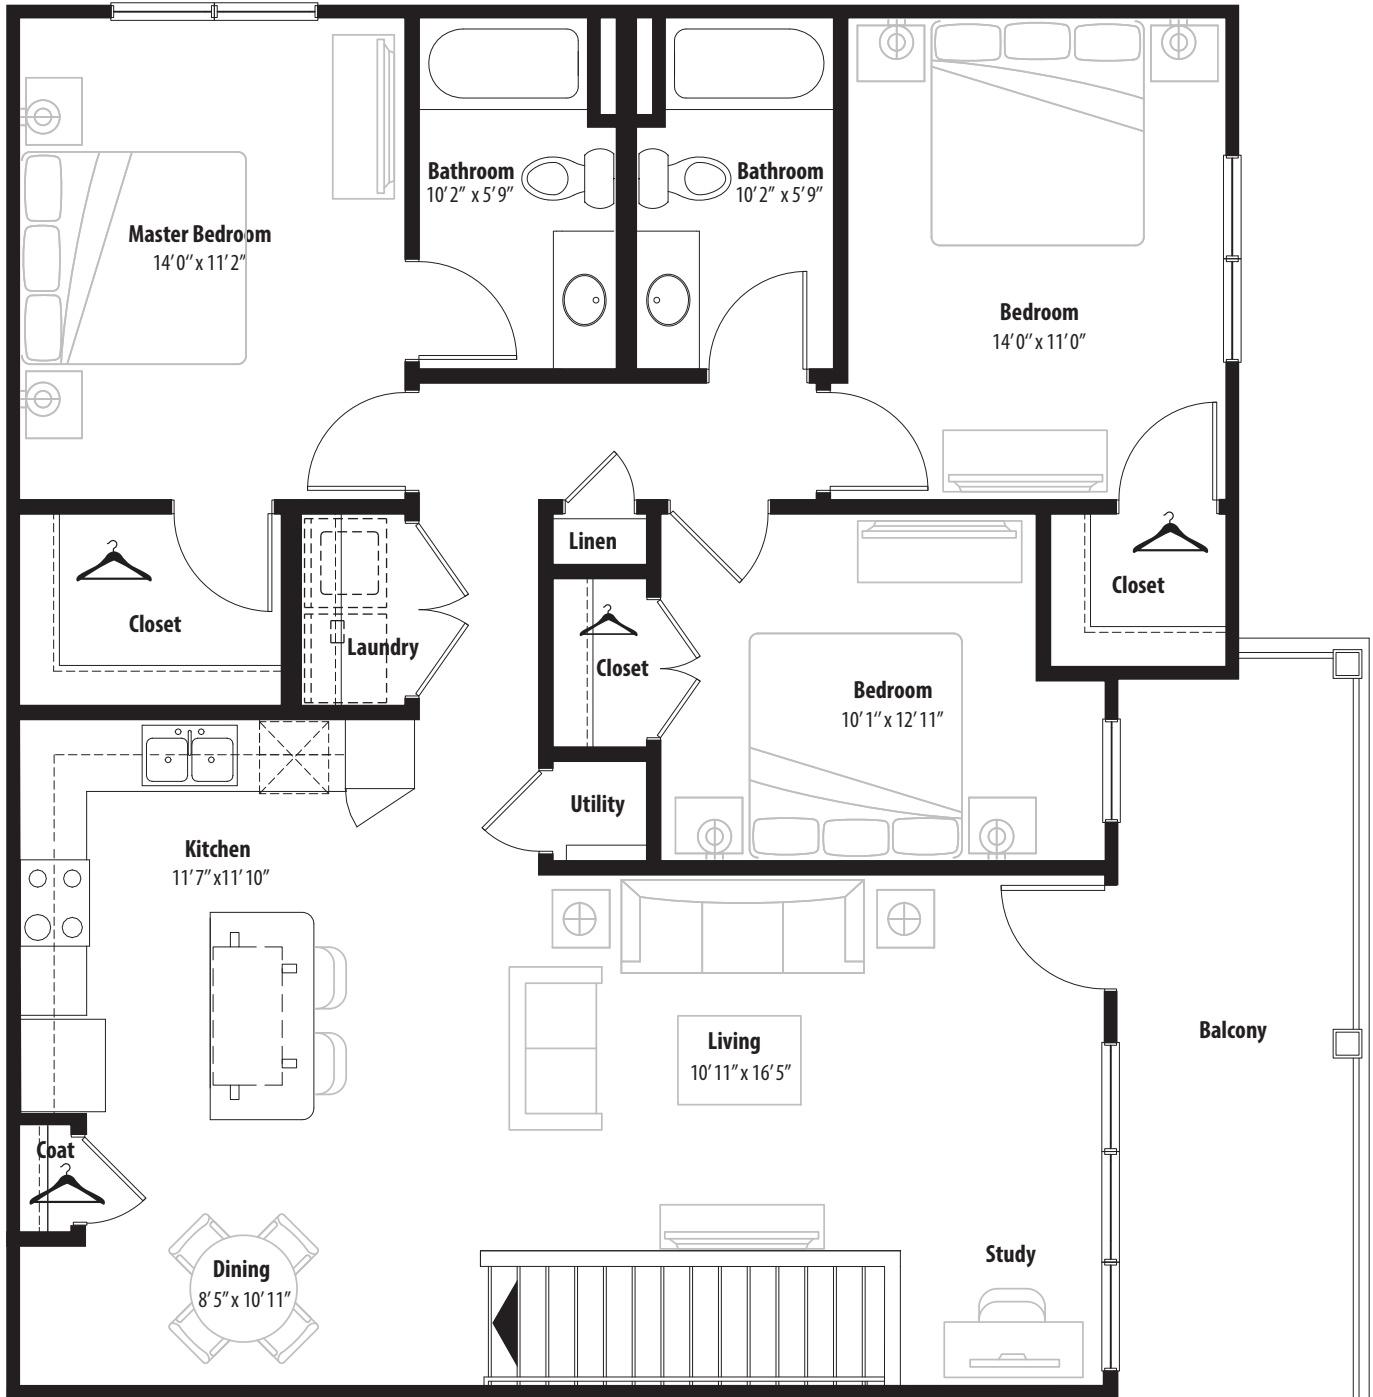 Bathroom
10'2" x 5'9"
Bathroom
10'2" x 5'9"
Master Bedroom
14'0" x 11'2"
Bedroom
14'0" x 11'0"
Linen
Closet
Closet
Laundry
Closet
Bedroom
10'1" x 12'11"
Utility
Kitchen
11'7"x11'10"
Living
10'11" x 16'5"
Balcony
Coat
Dining
8'5" x 10'11"
Study